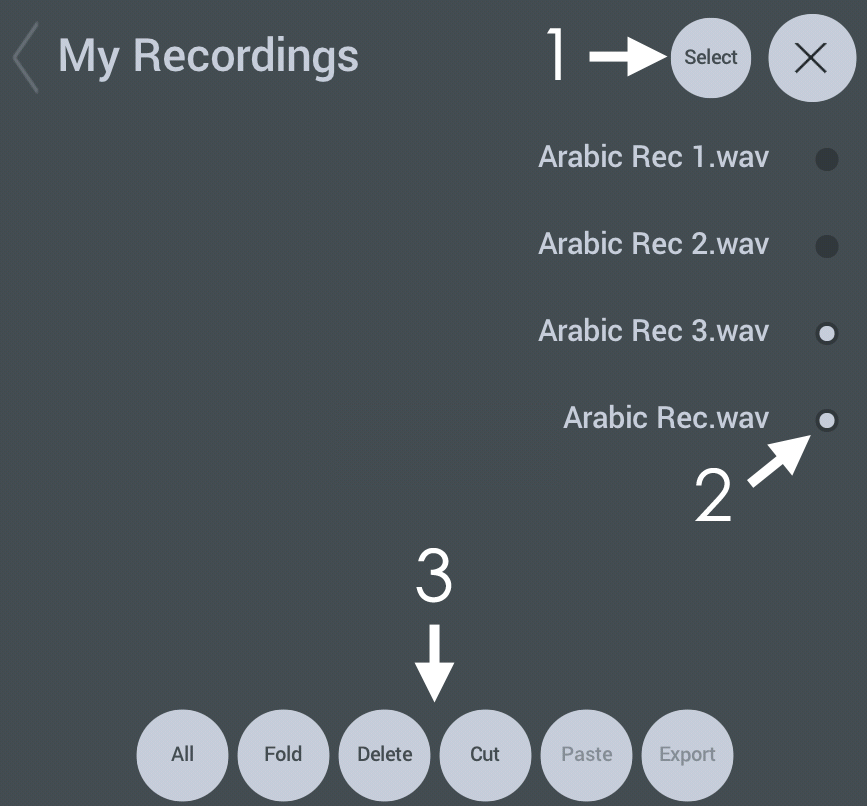 My Recordings 1 Select
Arabic Rec 1.wav
Arabic Rec 2.wav
Arabic Rec 3.wav
Arabic Rec.wav
2
3
All Fold Delete Cut Paste Export